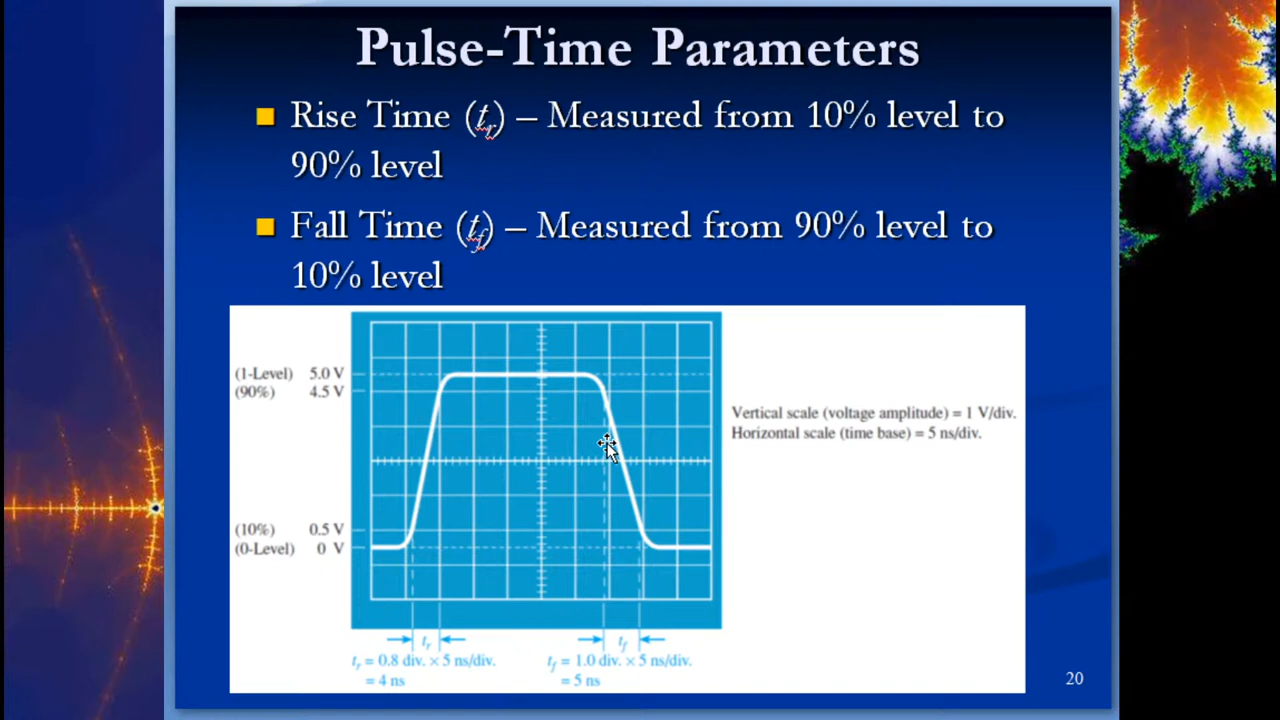 Pulse-Time Parameters
Rise Time (tr) – Measured from 10% level to
90% level
Fall Time (tf) – Measured from 90% level to
10% level
(1-Level) 5.0 V
(90%) 4.5 V
Vertical scale (voltage amplitude) = 1 V/div.
Horizontal scale (time base) = 5 ns/div.
(10%) 0.5 V
(0-Level) 0 V
tr tf
tr = 0.8 div. × 5 ns/div.
= 4 ns
tf = 1.0 div. × 5 ns/div.
= 5 ns
20